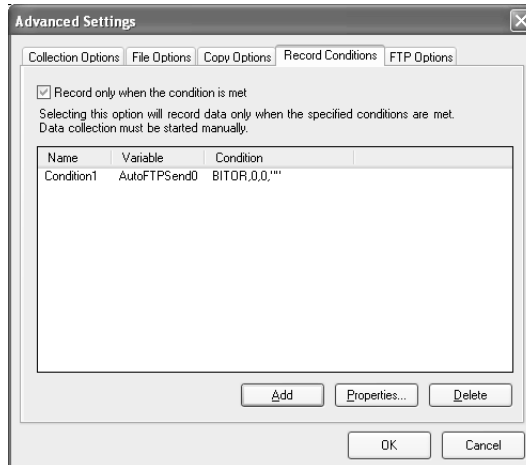 Advanced Settings
Collection Options File Options Copy Options Record Conditions FTP Options
Record only when the condition is met
Selecting this option will record data only when the specified conditions are met.
Data collection must be started manually.
Name Variable Condition
Condition1 AutoFTPSend0 BITOR,0,0,""
Add Properties... Delete
OK Cancel